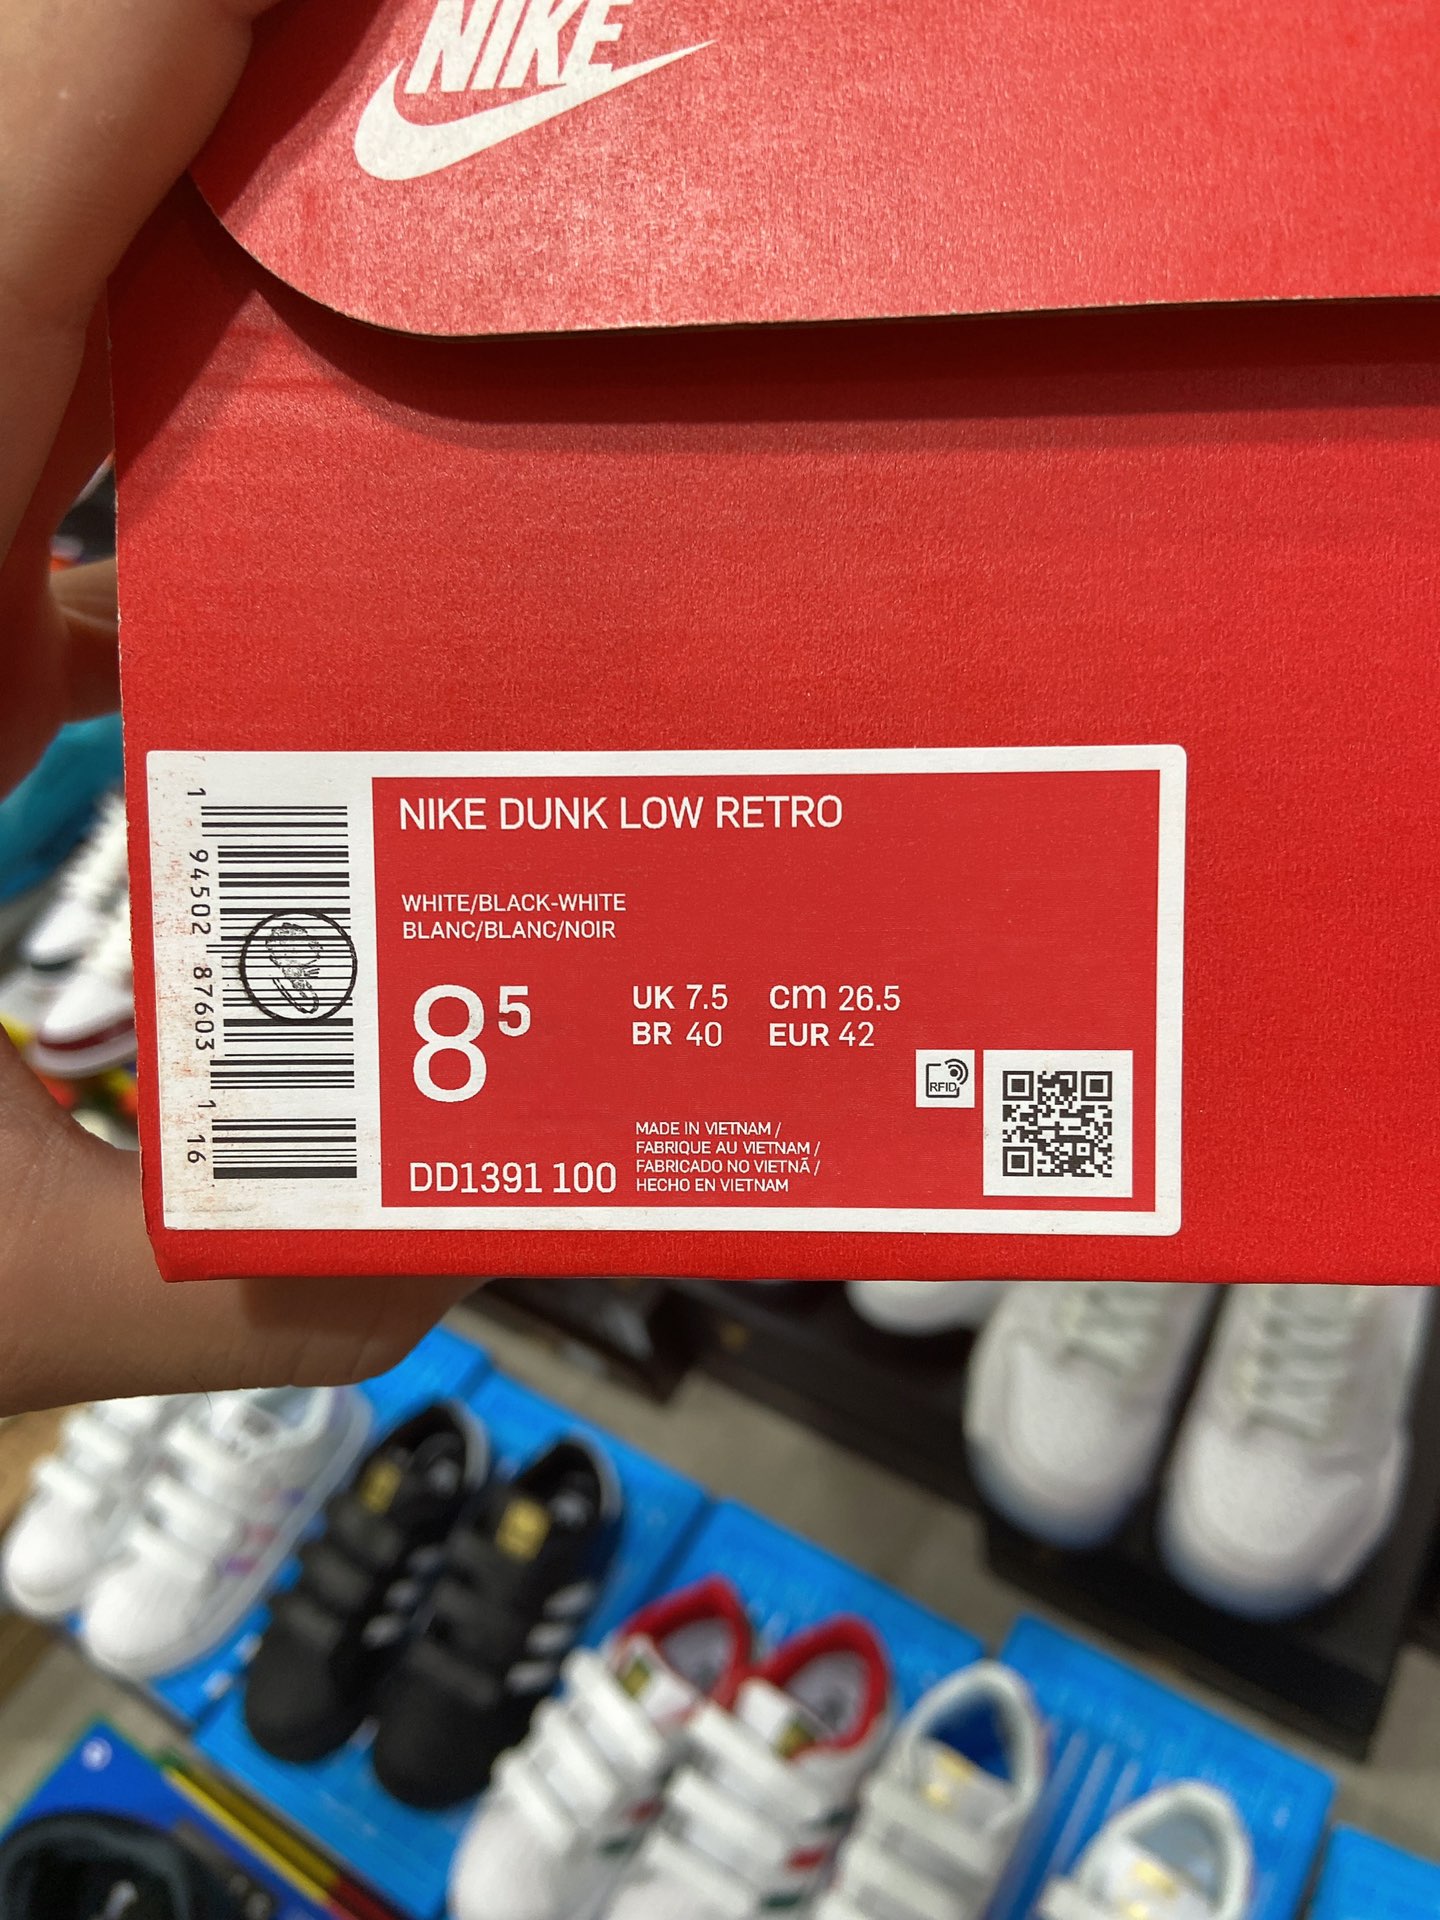 NIKE
NIKE DUNK LOW RETRO
WHITE/BLACK-WHITE
BLANC/BLANC/NOIR
8⁵
UK 7.5 cm 26.5
BR 40 EUR 42
RFID
MADE IN VIETNAM /
FABRIQUE AU VIETNAM /
FABRICADO NO VIETNÃ /
HECHO EN VIETNAM
DD1391 100
1 94502 87603 1 16